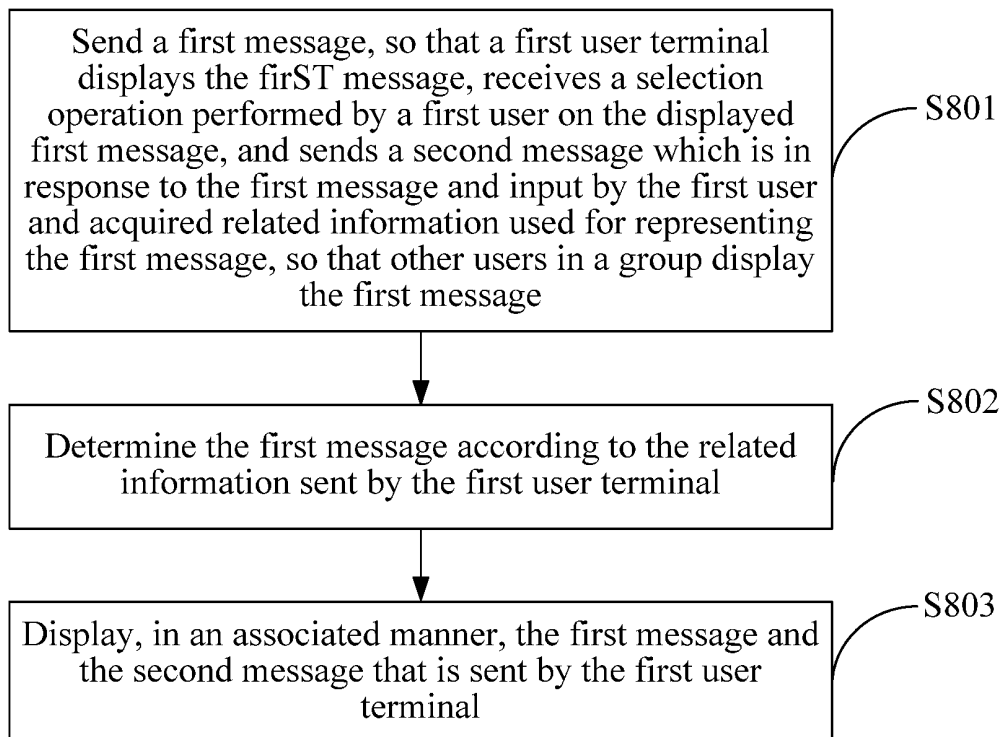 Send a first message, so that a first user terminal
displays the firST message, receives a selection
operation performed by a first user on the displayed
first message, and sends a second message which is in
response to the first message and input by the first user
and acquired related information used for representing
the first message, so that other users in a group display
the first message
S801
Determine the first message according to the related
information sent by the first user terminal
S802
Display, in an associated manner, the first message and
the second message that is sent by the first user
terminal
S803